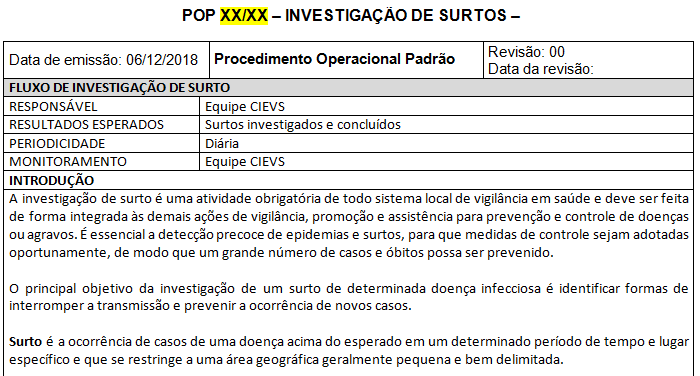 POP XX/XX – INVESTIGAÇÃO DE SURTOS –
Data de emissão: 06/12/2018 Procedimento Operacional Padrão Revisão: 00
Data da revisão:
FLUXO DE INVESTIGAÇÃO DE SURTO
RESPONSÁVEL Equipe CIEVS
RESULTADOS ESPERADOS Surtos investigados e concluídos
PERIODICIDADE Diária
MONITORAMENTO Equipe CIEVS
INTRODUÇÃO
A investigação de surto é uma atividade obrigatória de todo sistema local de vigilância em saúde e deve ser feita
de forma integrada às demais ações de vigilância, promoção e assistência para prevenção e controle de doenças
ou agravos. É essencial a detecção precoce de epidemias e surtos, para que medidas de controle sejam adotadas
oportunamente, de modo que um grande número de casos e óbitos possa ser prevenido.
O principal objetivo da investigação de um surto de determinada doença infecciosa é identificar formas de
interromper a transmissão e prevenir a ocorrência de novos casos.
Surto é a ocorrência de casos de uma doença acima do esperado em um determinado período de tempo e lugar
específico e que se restringe a uma área geográfica geralmente pequena e bem delimitada.